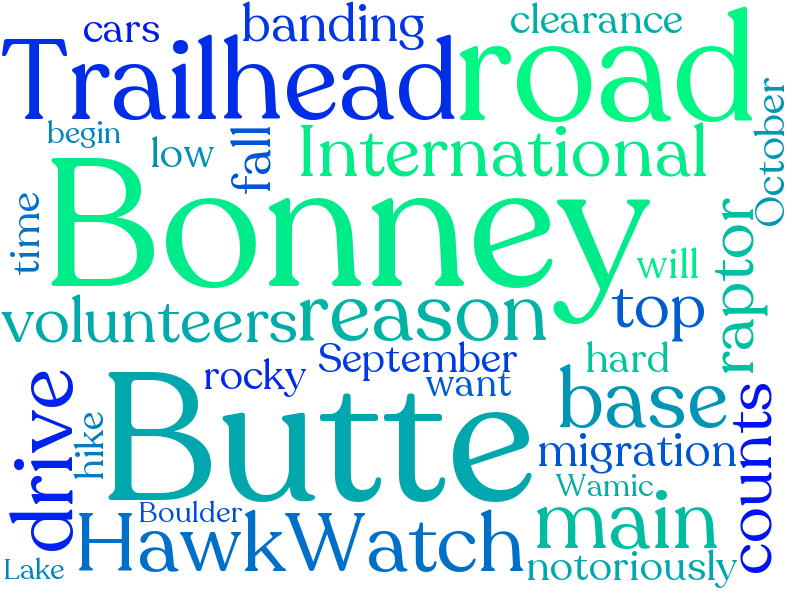 cars
banding
clearance
Trailhead
road
begin
low
fall
International
October
Bonney
time
will
raptor
volunteers
reason
top
rocky
September
want
hard
drive
hike
Butte
base
counts
migration
Boulder
Wamic
HawkWatch
main
Lake
notoriously